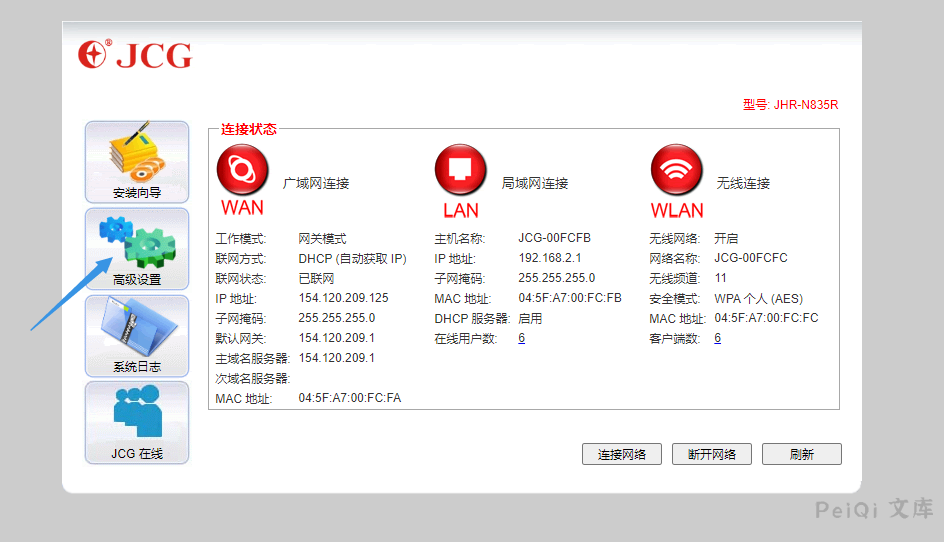 JCG
型号: JHR-N835R
安装向导
高级设置
系统日志
JCG 在线
连接状态
WAN
广域网连接
工作模式: 网关模式
联网方式: DHCP (自动获取 IP)
联网状态: 已联网
IP 地址: 154.120.209.125
子网掩码: 255.255.255.0
默认网关: 154.120.209.1
主域名服务器: 154.120.209.1
次域名服务器:
MAC 地址: 04:5F:A7:00:FC:FA
LAN
局域网连接
主机名称: JCG-00FCFB
IP 地址: 192.168.2.1
子网掩码: 255.255.255.0
MAC 地址: 04:5F:A7:00:FC:FB
DHCP 服务器: 启用
在线用户数: 6
WLAN
无线连接
无线网络: 开启
网络名称: JCG-00FCFC
无线频道: 11
安全模式: WPA 个人 (AES)
MAC 地址: 04:5F:A7:00:FC:FC
客户端数: 6
连接网络 断开网络 刷新
PeiQi 文库